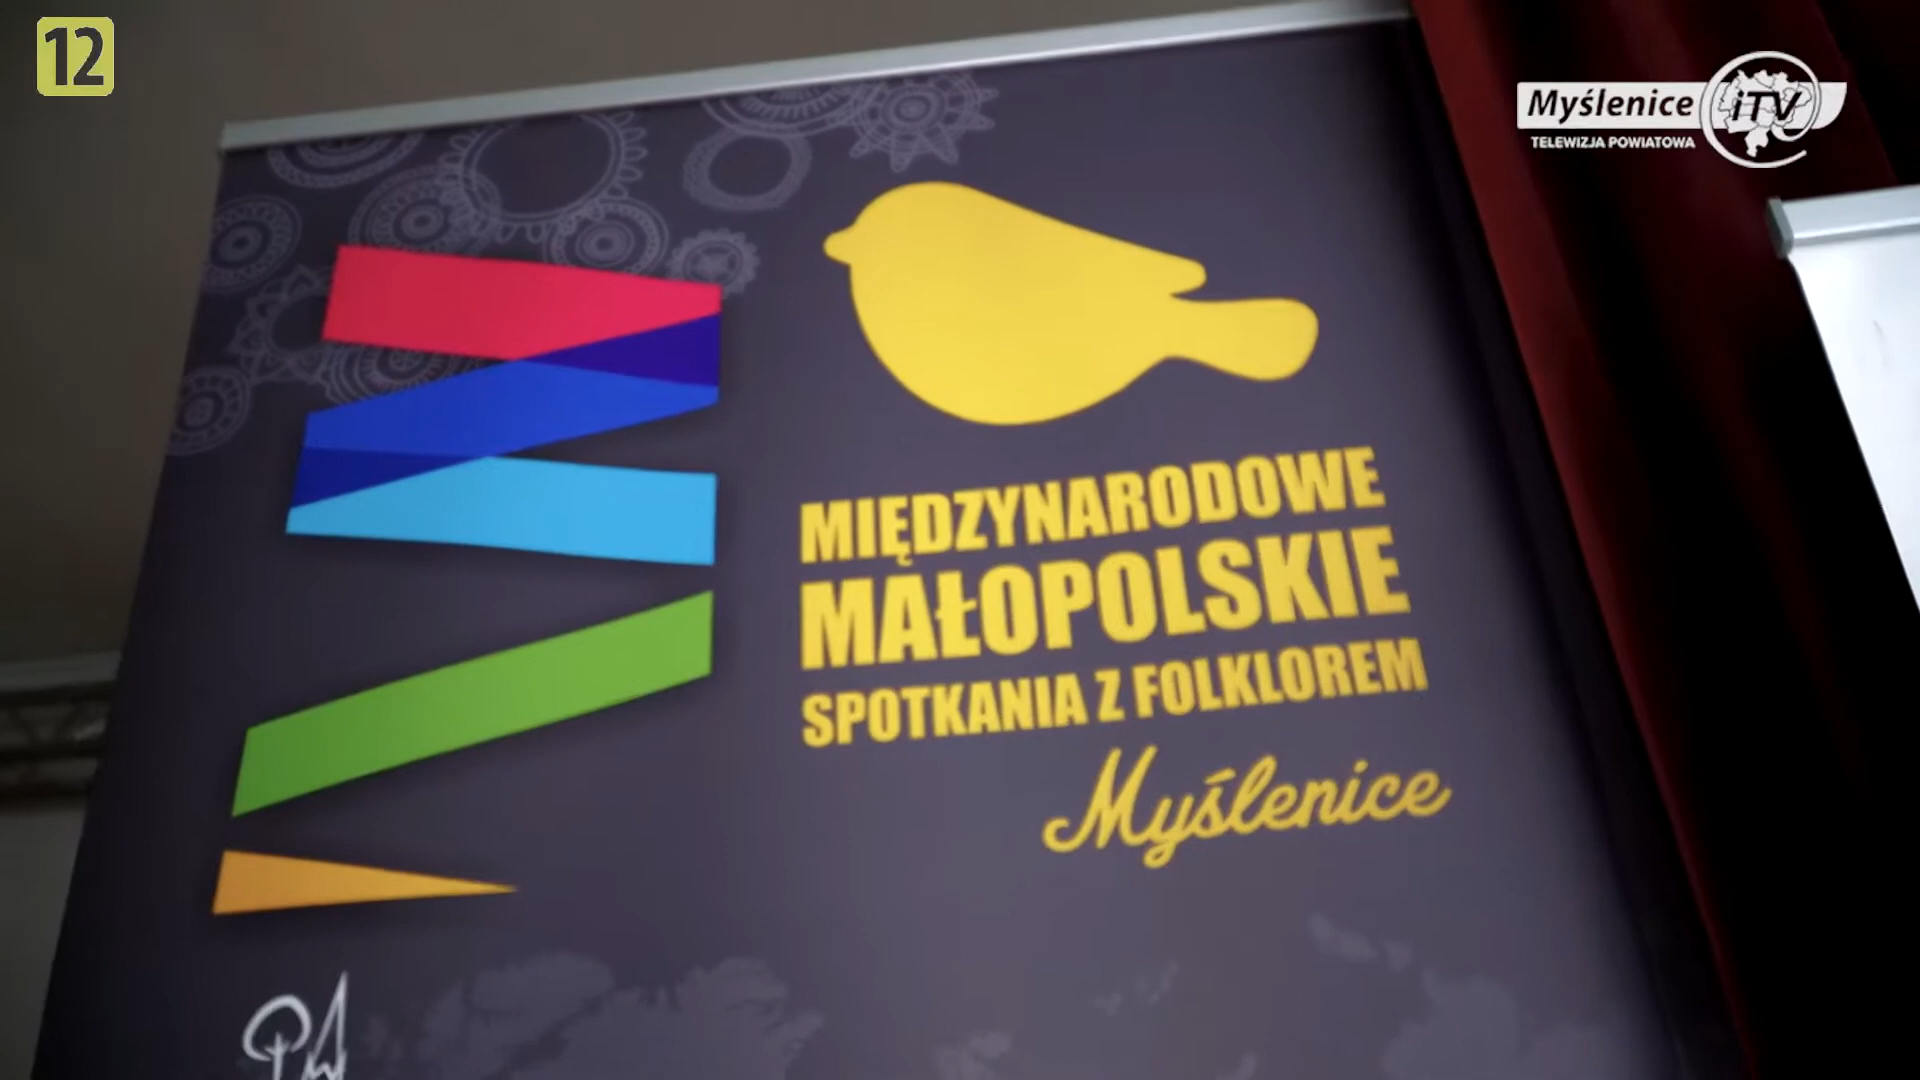 12
Myślenice iTV
TELEWIZJA POWIATOWA
MIĘDZYNARODOWE
MAŁOPOLSKIE
SPOTKANIA Z FOLKLOREM
Myślenice